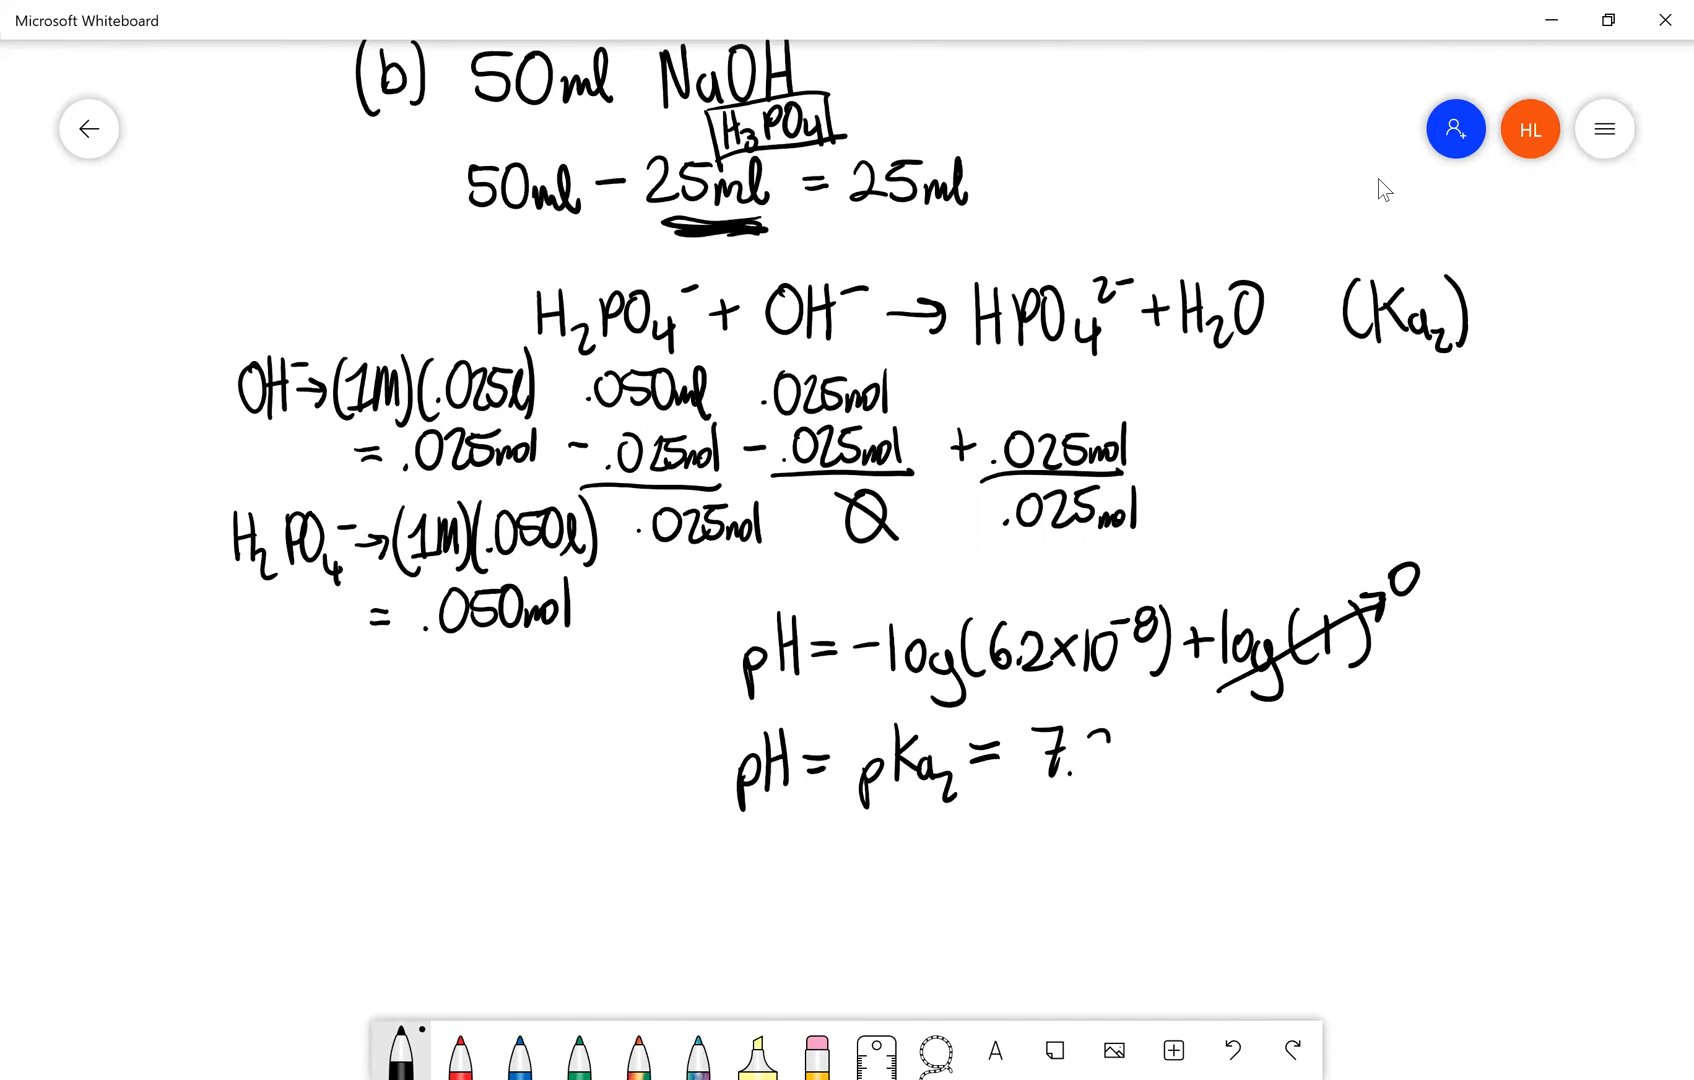 Microsoft Whiteboard
(b) 50ml NaOH
H₃PO₄
50ml - 25ml = 25ml
HL
H₂PO₄⁻ + OH⁻ → HPO₄²⁻ + H₂O (Ka₂)
OH⁻ → (1M)(.025l) .050ml .025mol
= .025mol - .025mol - .025mol + .025mol
H₂PO₄⁻ → (1M)(.050l) .025mol 0 .025mol
= .050mol
pH = -log(6.2×10⁻⁸) + log(1) → 0
pH = pKa₂ = 7.
A